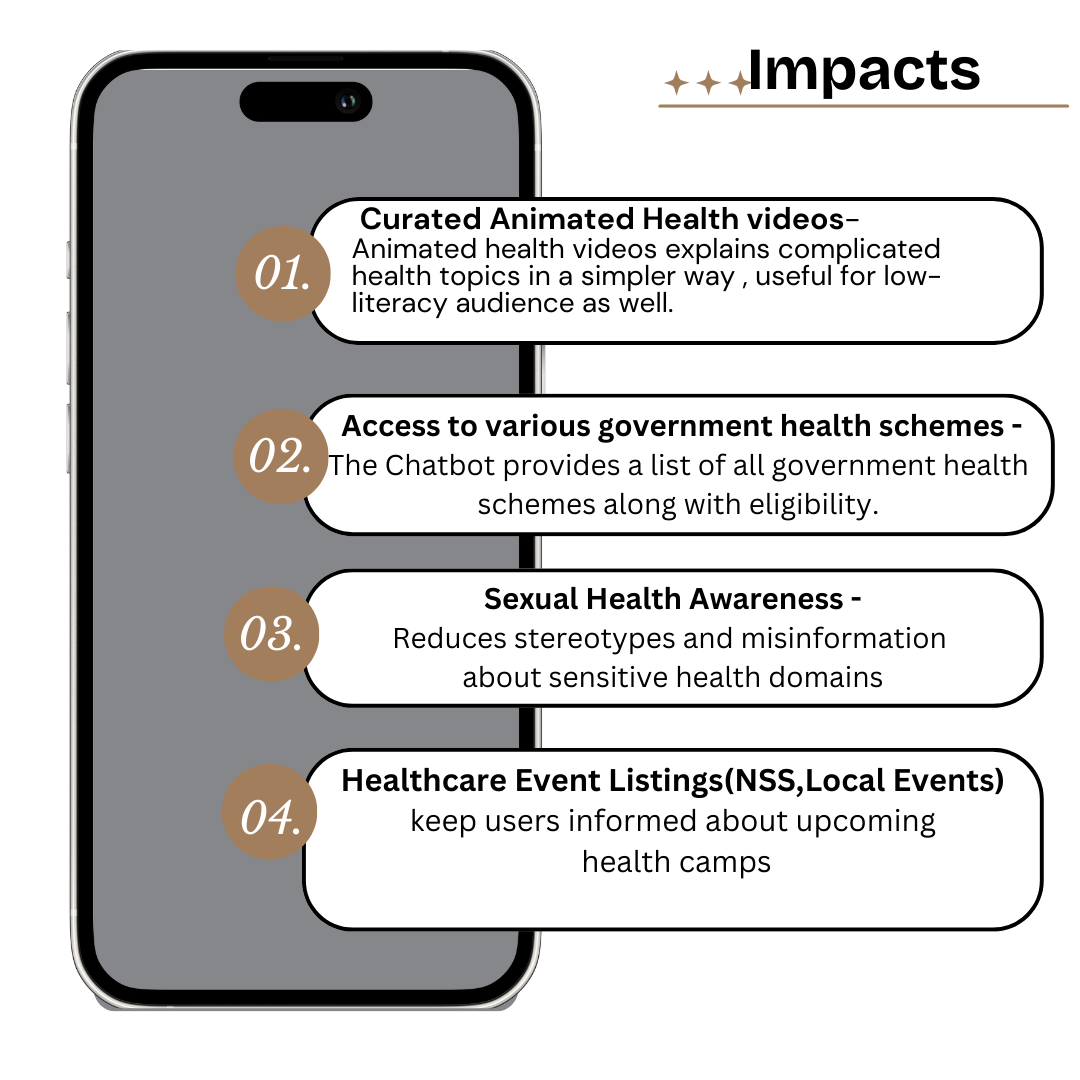 Impacts
01.
Curated Animated Health videos–
Animated health videos explains complicated
health topics in a simpler way , useful for low–
literacy audience as well.
02.
Access to various government health schemes -
The Chatbot provides a list of all government health
schemes along with eligibility.
03.
Sexual Health Awareness -
Reduces stereotypes and misinformation
about sensitive health domains
04.
Healthcare Event Listings(NSS,Local Events)
keep users informed about upcoming
health camps